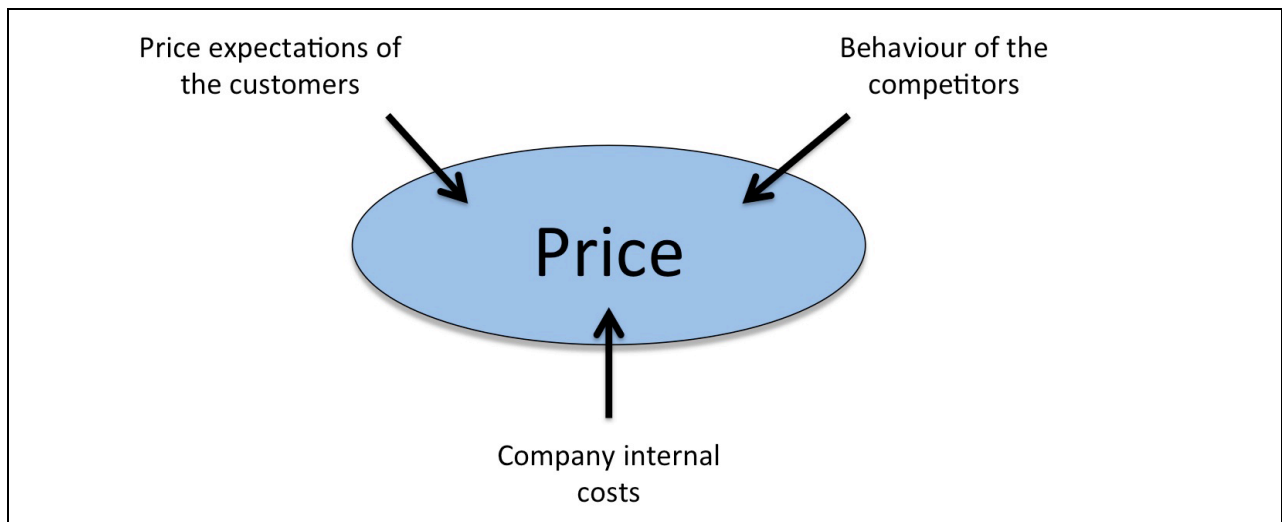 Price expectations of
the customers
Behaviour of the
competitors
Price
Company internal
costs